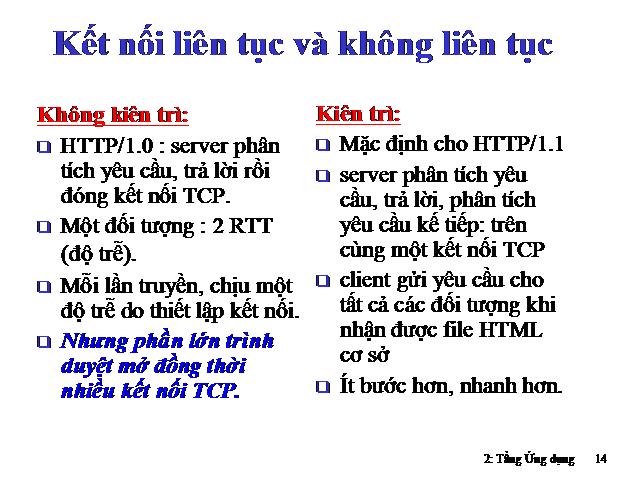 Kết nối liên tục và không liên tục
Không kiên trì:
HTTP/1.0 : server phân
tích yêu cầu, trả lời rồi
đóng kết nối TCP.
Một đối tượng : 2 RTT
(độ trễ).
Mỗi lần truyền, chịu một
độ trễ do thiết lập kết nối.
Nhưng phần lớn trình
duyệt mở đồng thời
nhiều kết nối TCP.
Kiên trì:
Mặc định cho HTTP/1.1
server phân tích yêu
cầu, trả lời, phân tích
yêu cầu kế tiếp: trên
cùng một kết nối TCP
client gửi yêu cầu cho
tất cả các đối tượng khi
nhận được file HTML
cơ sở
Ít bước hơn, nhanh hơn.
2: Tầng Ứng dụng 14